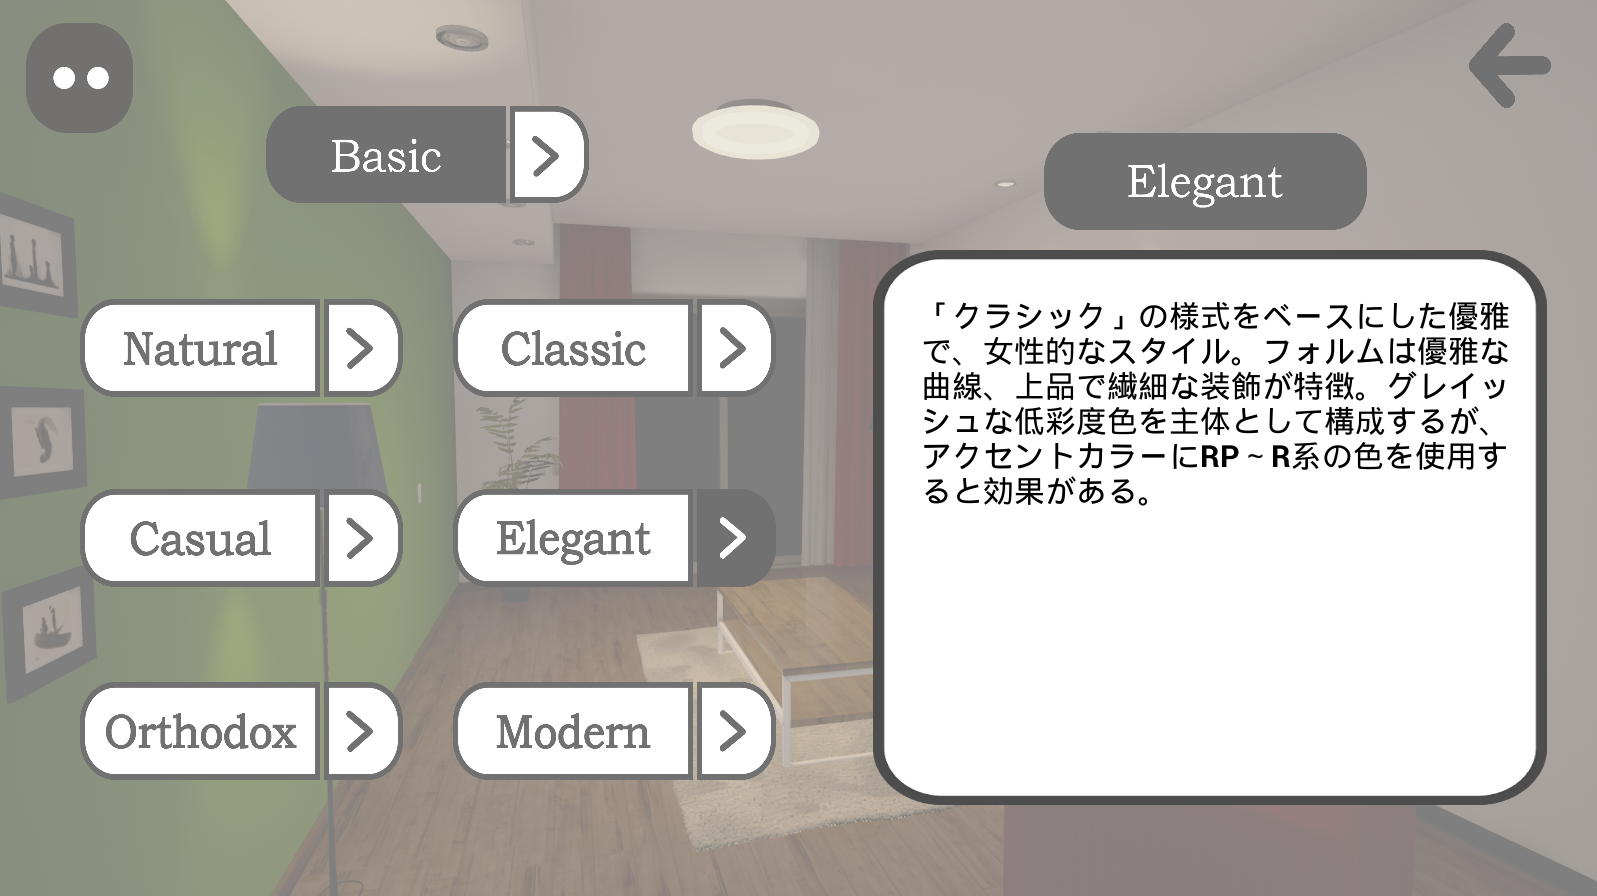 Basic
Elegant
Natural
Classic
Casual
Elegant
Orthodox
Modern
「クラシック」の様式をベースにした優雅
で、女性的なスタイル。フォルムは優雅な
曲線、上品で繊細な装飾が特徴。グレイッ
シュな低彩度色を主体として構成するが、
アクセントカラーにRP~R系の色を使用す
ると効果がある。